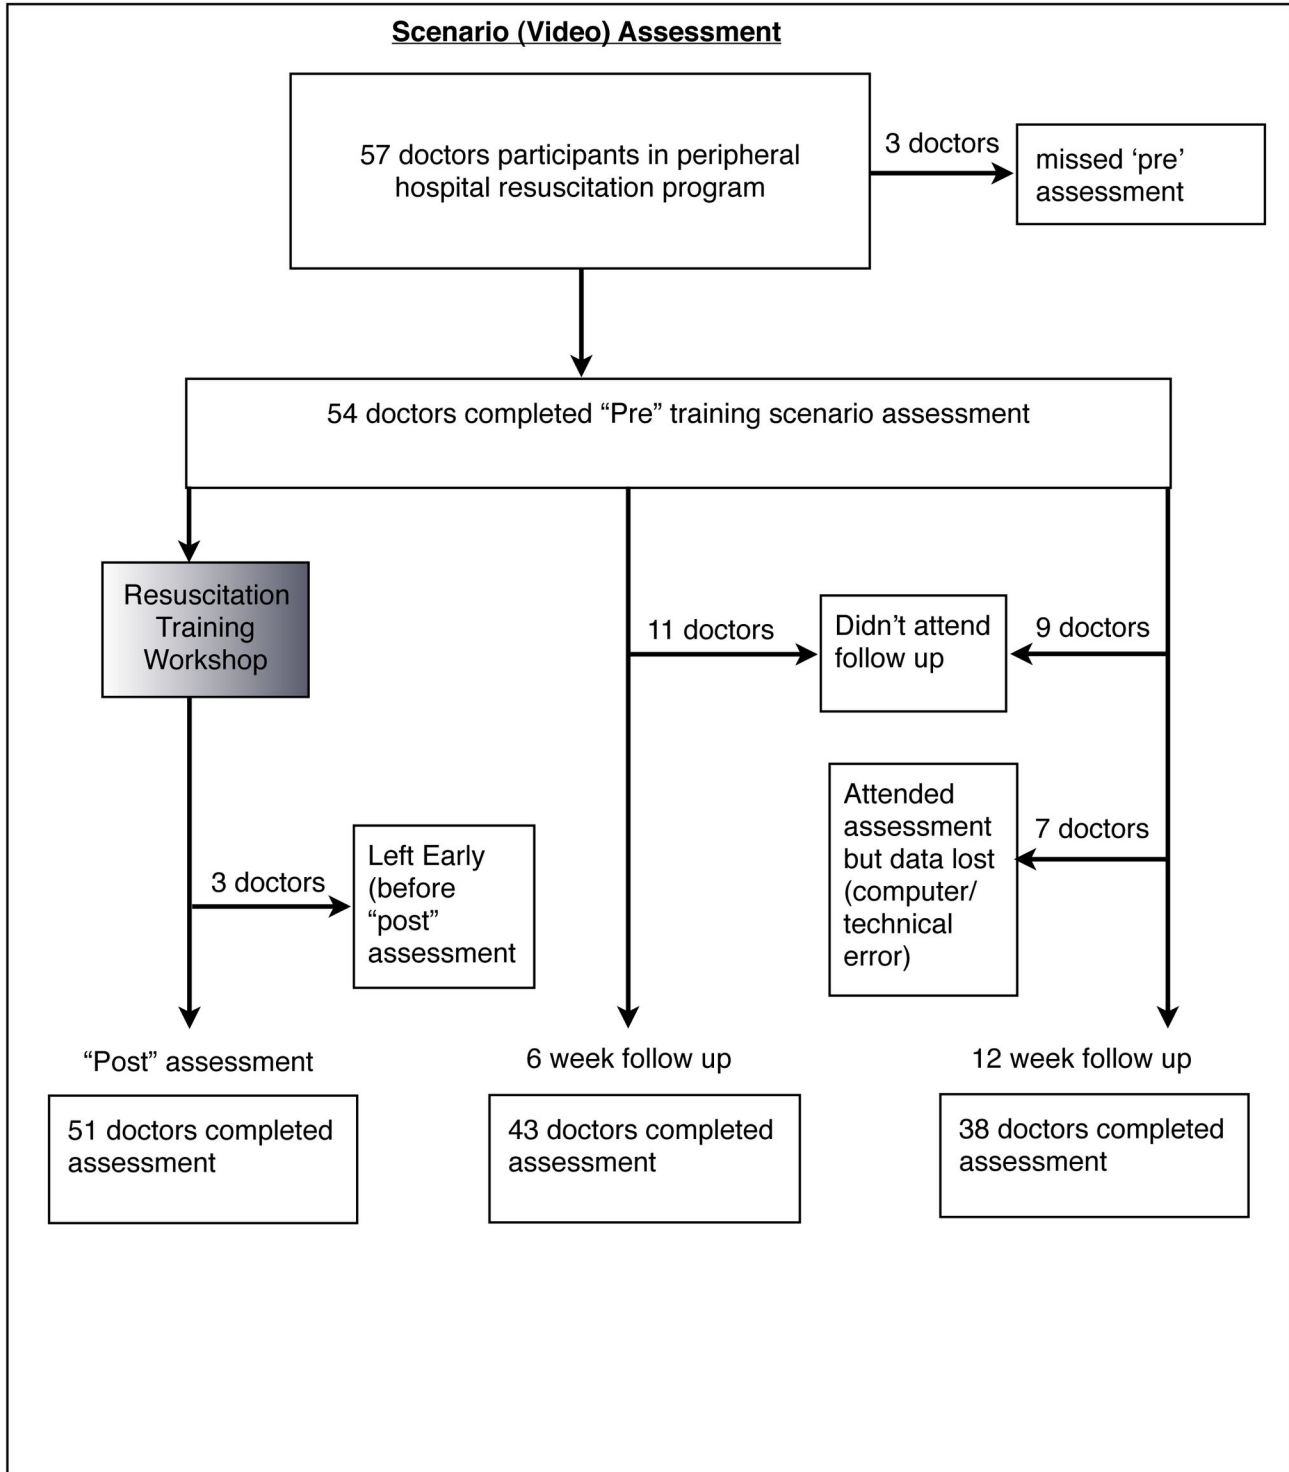 Scenario (Video) Assessment
57 doctors participants in peripheral
hospital resuscitation program
3 doctors
missed ‘pre’
assessment
54 doctors completed “Pre” training scenario assessment
Resuscitation
Training
Workshop
11 doctors
Didn’t attend
follow up
9 doctors
Attended
assessment
but data lost
(computer/
technical
error)
7 doctors
3 doctors
Left Early
(before
“post”
assessment
“Post” assessment
51 doctors completed
assessment
6 week follow up
43 doctors completed
assessment
12 week follow up
38 doctors completed
assessment